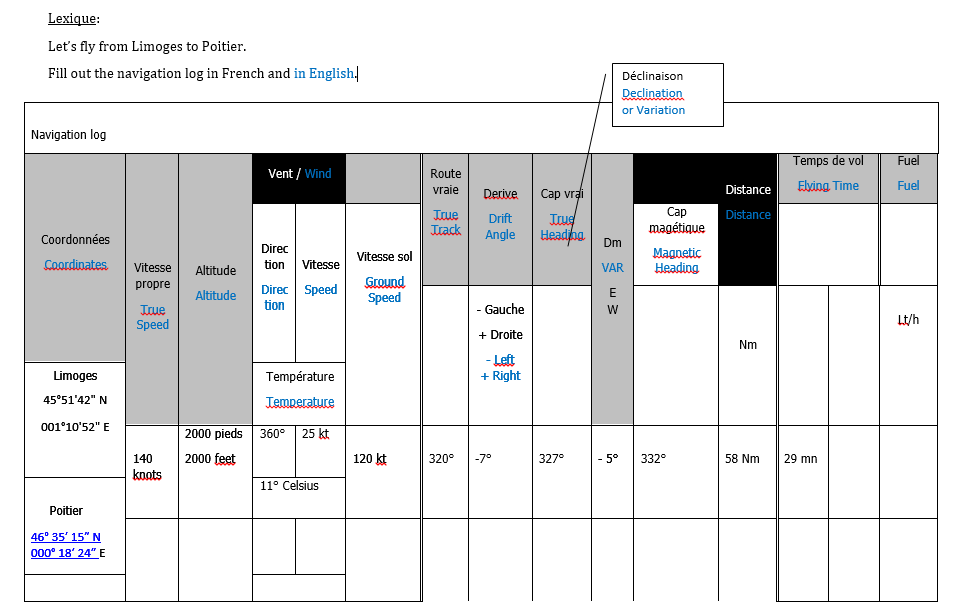 Lexique:
Let's fly from Limoges to Poitier.
Fill out the navigation log in French and in English.
Déclinaison
Declination
or Variation
Navigation log
Coordonnées
Coordinates
Vitesse
propre
True
Speed
Altitude
Altitude
Vent / Wind
Direc
tion
Direc
tion
Vitesse
Speed
Vitesse sol
Ground
Speed
Route
vraie
True
Track
Derive
Drift
Angle
Cap vrai
True
Heading
Dm
VAR
E
W
Cap
magétique
Magnetic
Heading
Distance
Distance
Temps de vol
Flying Time
Fuel
Fuel
- Gauche
+ Droite
- Left
+ Right
Nm
Lt/h
Limoges
45°51'42" N
001°10'52" E
Température
Temperature
140
knots
2000 pieds
2000 feet
360°
25 kt
11° Celsius
120 kt
320°
-7°
327°
- 5°
332°
58 Nm
29 mn
Poitier
46° 35′ 15″ N
000° 18′ 24″ E